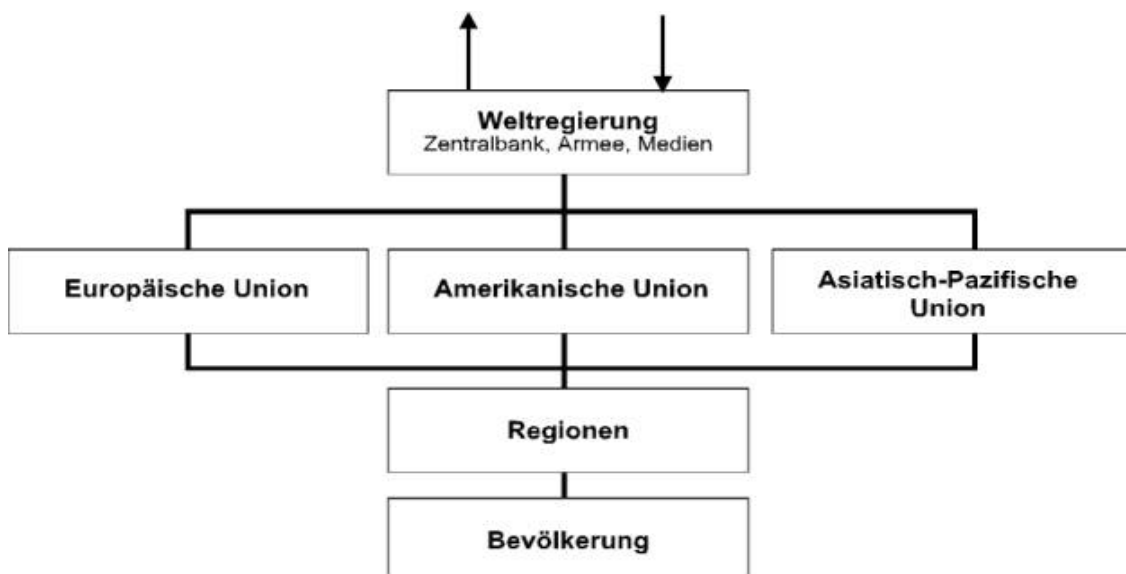 Weltregierung
Zentralbank, Armee, Medien
Europäische Union
Amerikanische Union
Asiatisch-Pazifische
Union
Regionen
Bevölkerung